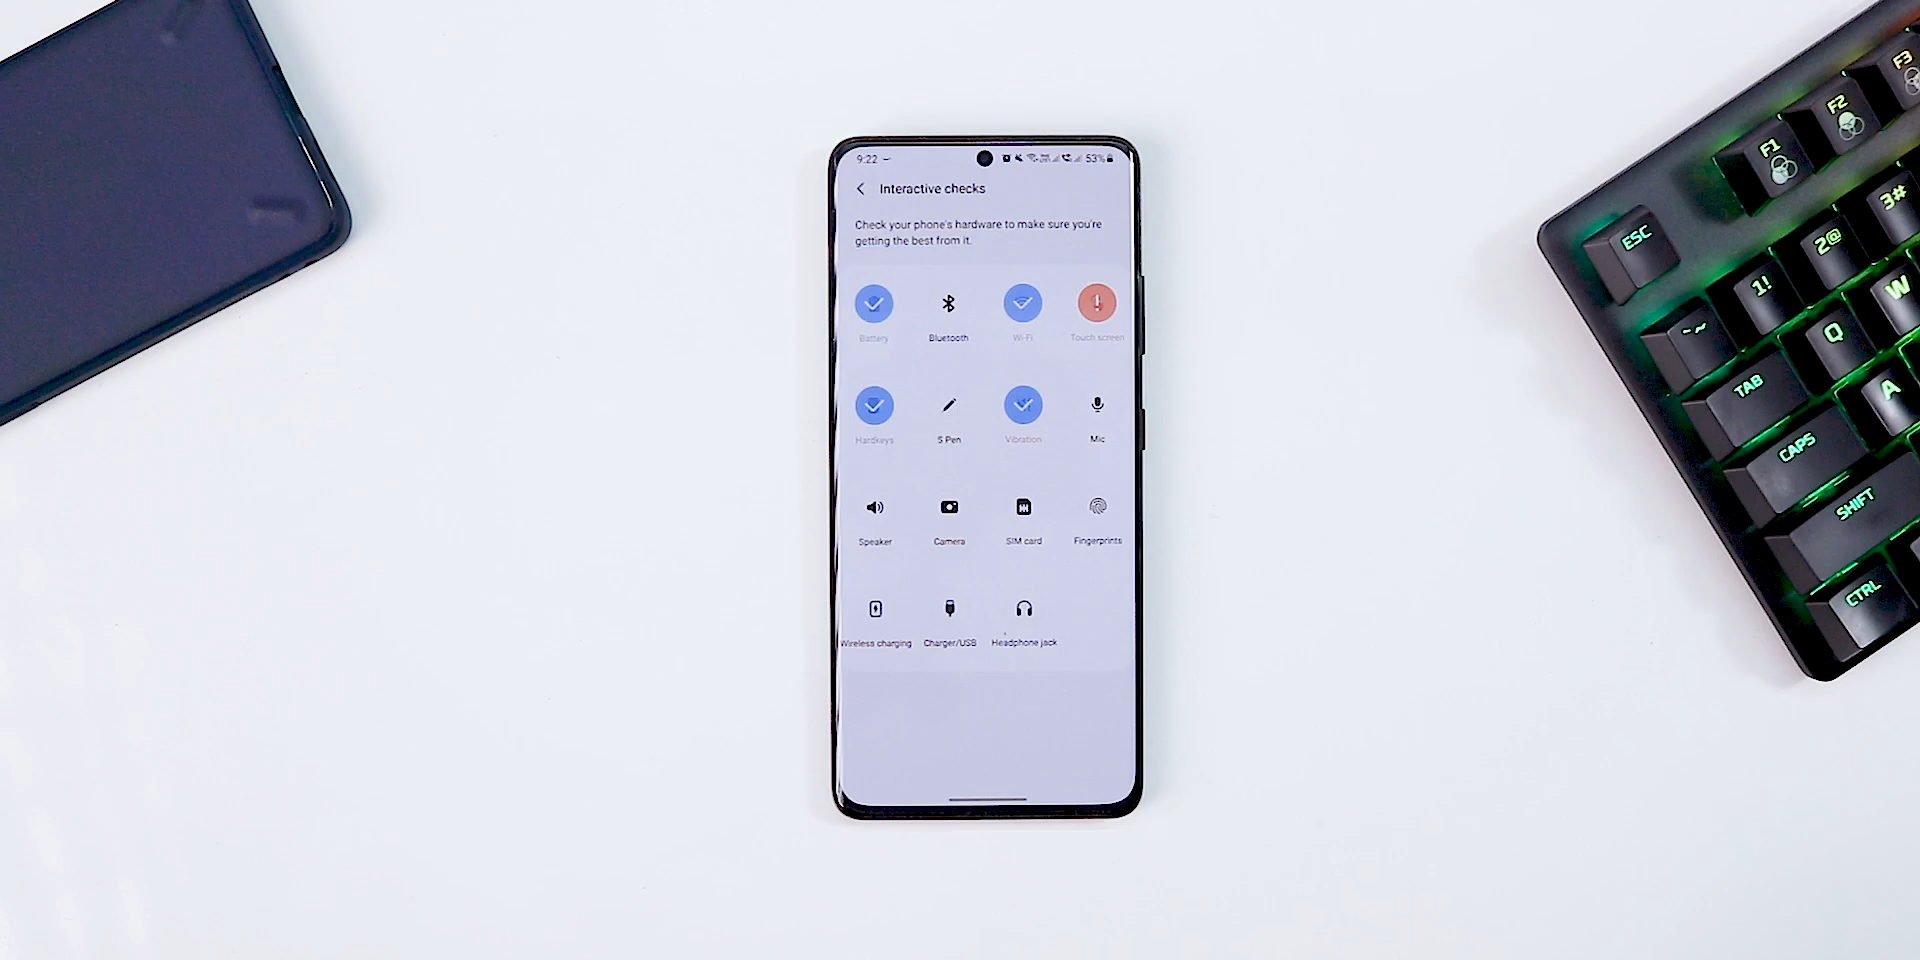 9:22
53%
Interactive checks
Check your phone's hardware to make sure you're
getting the best from it.
Battery
Bluetooth
Wi-Fi
Touch screen
Hardkeys
S Pen
Vibration
Mic
Speaker
Camera
SIM card
Fingerprints
Wireless charging
Charger/USB
Headphone jack
ESC
F1
F2
F3
~
1!
2@
3#
TAB
Q
W
CAPS
A
SHIFT
CTRL